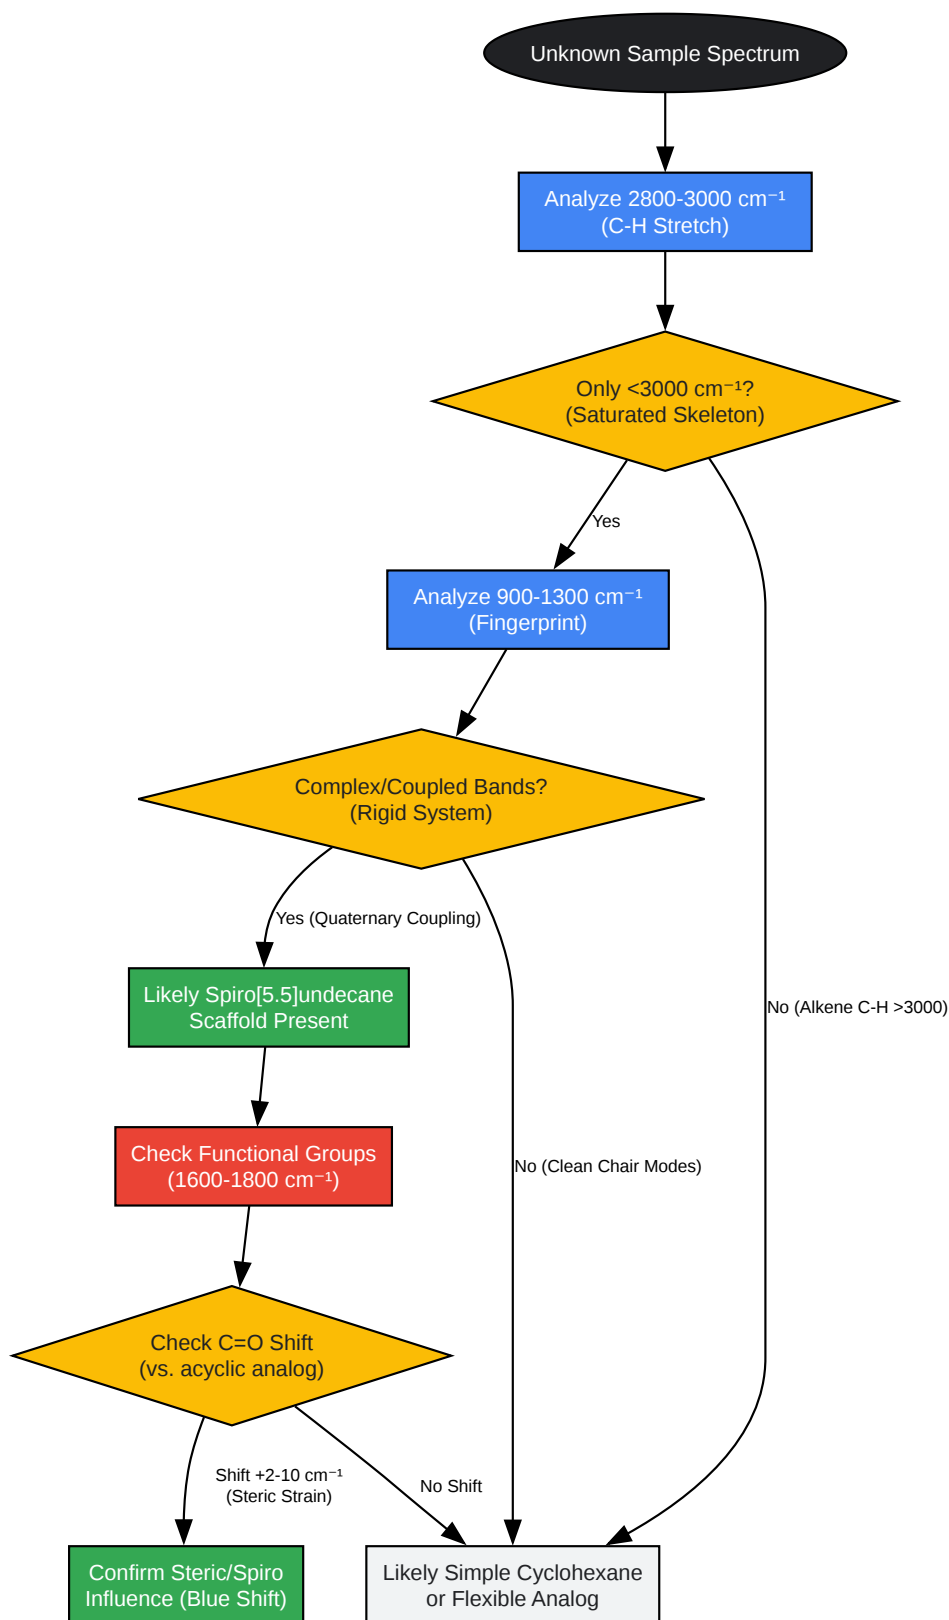 Unknown Sample Spectrum
Analyze 2800-3000 cm⁻¹
(C-H Stretch)
Only <3000 cm⁻¹?
(Saturated Skeleton)
Yes
Analyze 900-1300 cm⁻¹
(Fingerprint)
Complex/Coupled Bands?
(Rigid System)
Yes (Quaternary Coupling)
Likely Spiro[5.5]undecane
Scaffold Present
No (Alkene C-H >3000)
Check Functional Groups
(1600-1800 cm⁻¹)
No (Clean Chair Modes)
Check C=O Shift
(vs. acyclic analog)
Shift +2-10 cm⁻¹
(Steric Strain)
No Shift
Confirm Steric/Spiro
Influence (Blue Shift)
Likely Simple Cyclohexane
or Flexible Analog